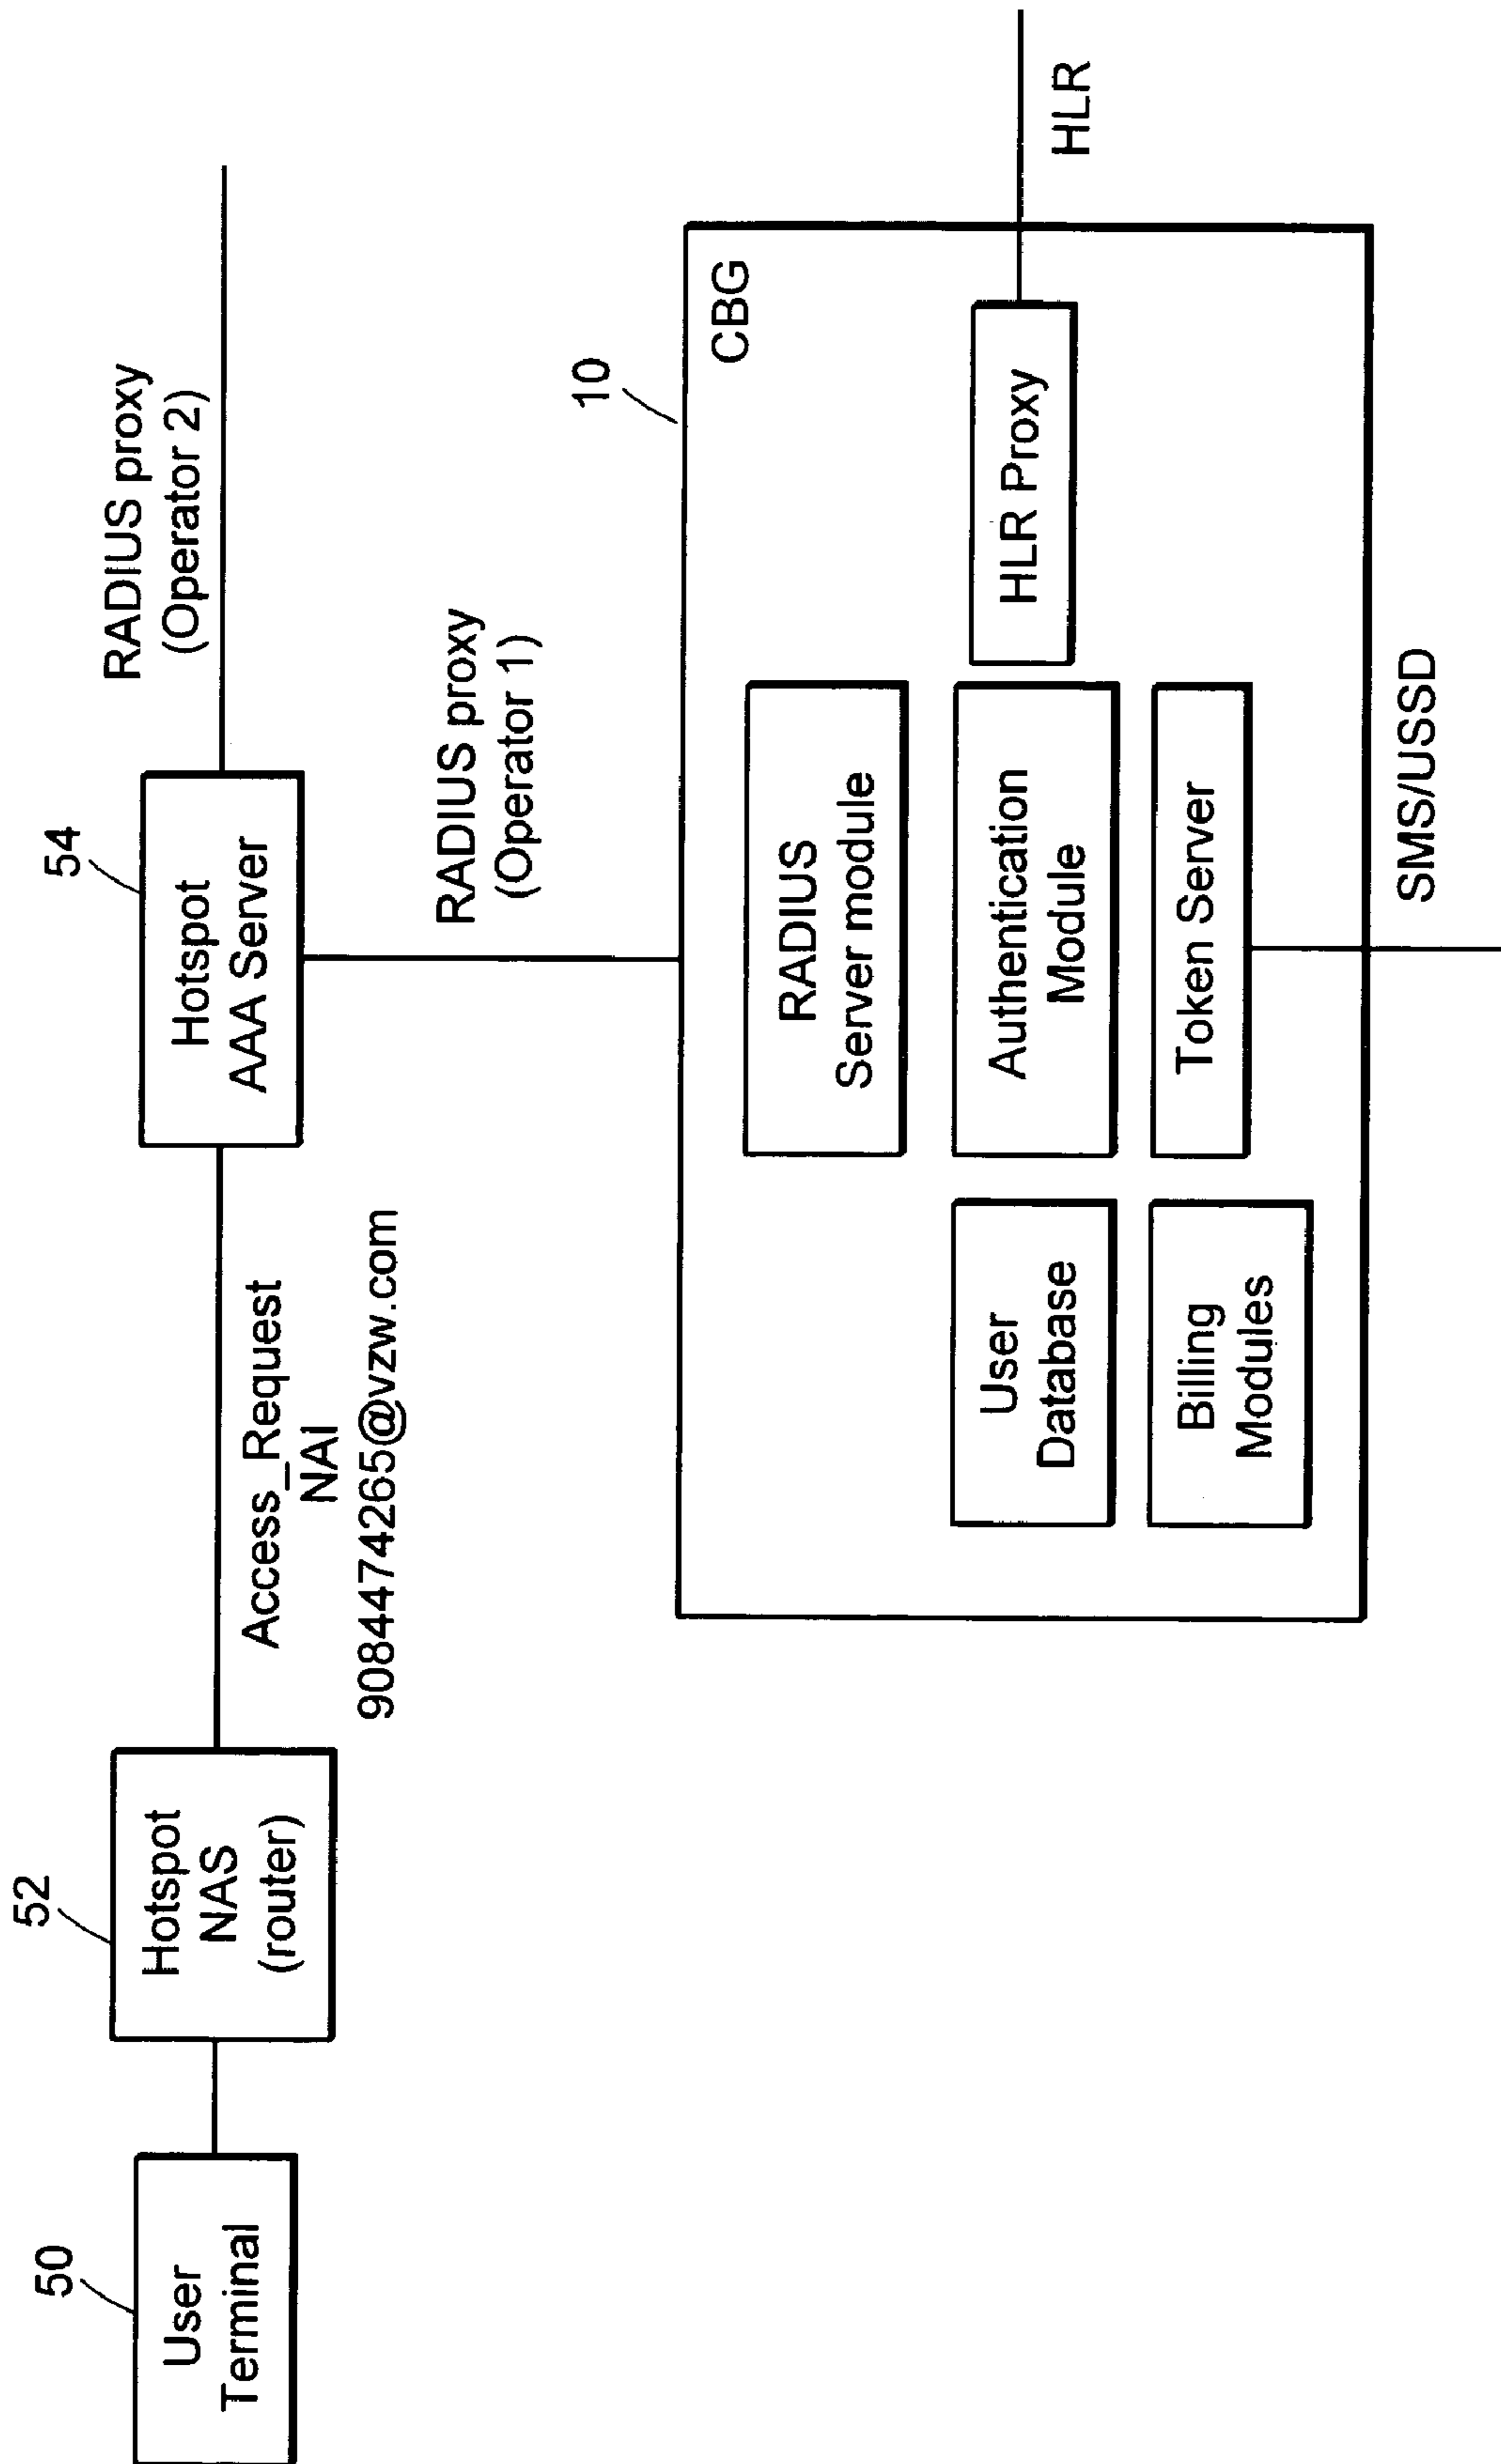 50
User
Terminal
52
Hotspot
NAS
(router)
Access_Request
NAI
9084474265@vzw.com
54
Hotspot
AAA Server
RADIUS proxy
(Operator 2)
RADIUS proxy
(Operator 1)
10
CBG
RADIUS
Server module
User
Database
Authentication
Module
HLR Proxy
HLR
Billing
Modules
Token Server
SMS/USSD